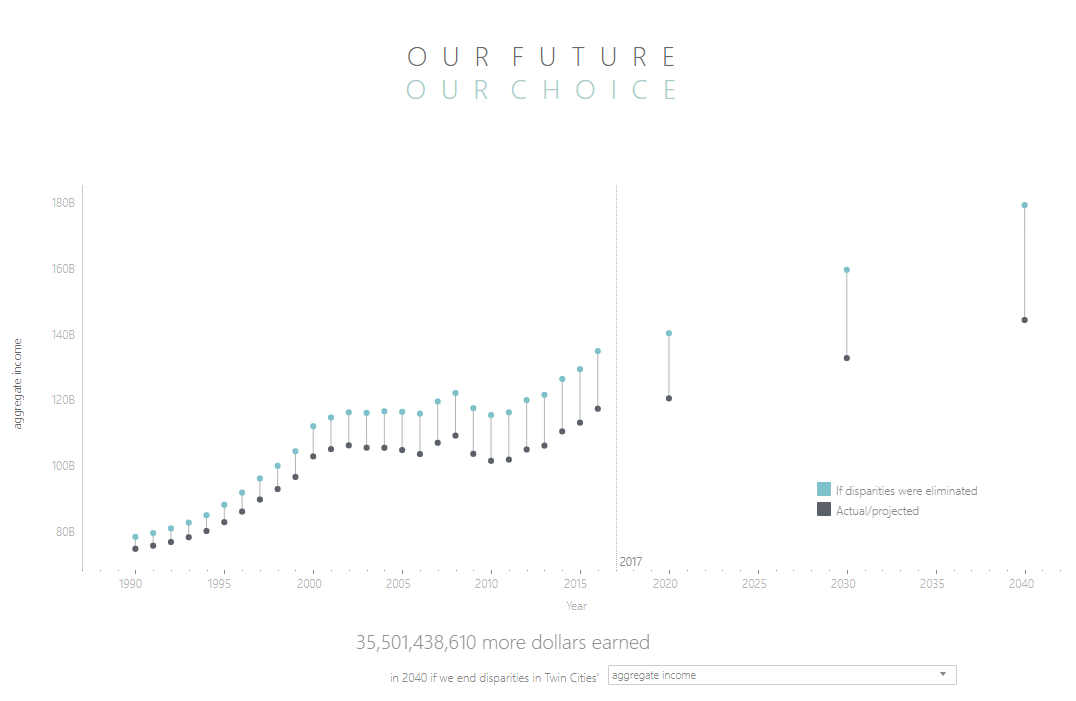 OUR FUTURE
OUR CHOICE
180B
160B
140B
120B
100B
80B
aggregate income
If disparities were eliminated
Actual/projected
2017
1990 1995 2000 2005 2010 2015 2020 2025 2030 2035 2040
Year
35,501,438,610 more dollars earned
in 2040 if we end disparities in Twin Cities' aggregate income